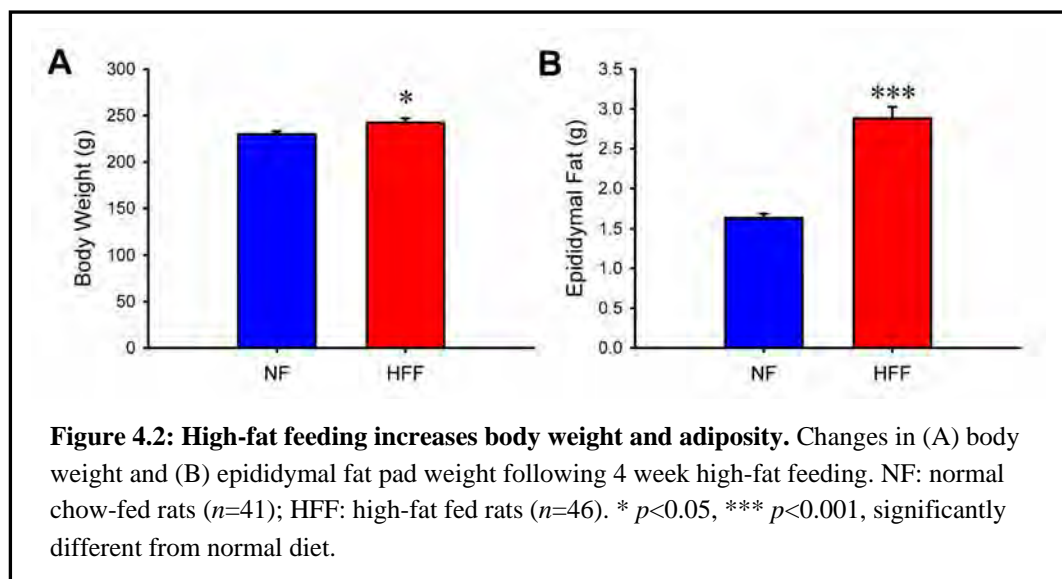 A
B
300
250
200
150
100
50
0
Body Weight (g)
*
NF
HFF
3.5
3.0
2.5
2.0
1.5
1.0
0.5
0.0
Epididymal Fat (g)
***
NF
HFF
Figure 4.2: High-fat feeding increases body weight and adiposity. Changes in (A) body
weight and (B) epididymal fat pad weight following 4 week high-fat feeding. NF: normal
chow-fed rats (n=41); HFF: high-fat fed rats (n=46). * p<0.05, *** p<0.001, significantly
different from normal diet.